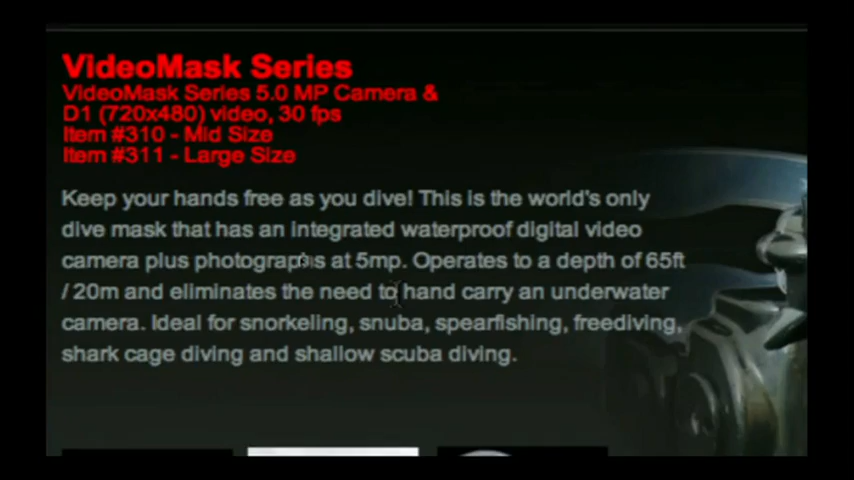 VideoMask Series
VideoMask Series 5.0 MP Camera &
D1 (720x480) video, 30 fps
Item #310 - Mid Size
Item #311 - Large Size
Keep your hands free as you dive! This is the world's only
dive mask that has an integrated waterproof digital video
camera plus photographs at 5mp. Operates to a depth of 65ft
/ 20m and eliminates the need to hand carry an underwater
camera. Ideal for snorkeling, snuba, spearfishing, freediving,
shark cage diving and shallow scuba diving.